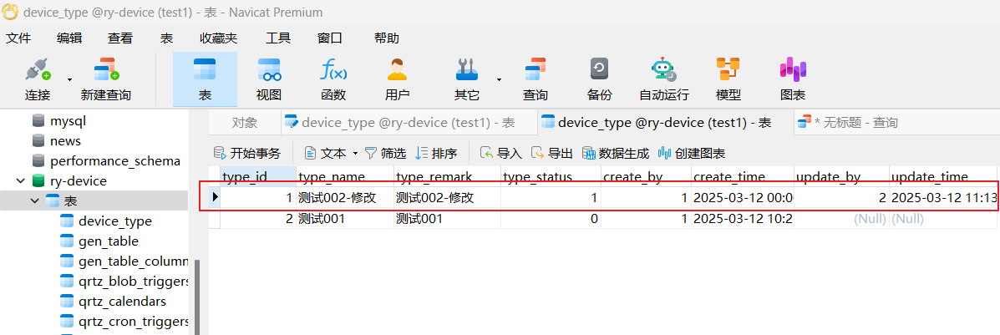 device_type @ry-device (test1) - 表 - Navicat Premium
文件 编辑 查看 表 收藏夹 工具 窗口 帮助
连接 新建查询 表 视图 函数 用户 其它 查询 备份 自动运行 模型 图表
mysql
news
performance_schema
ry-device
表
device_type
gen_table
gen_table_column
qrtz_blob_triggers
qrtz_calendars
qrtz_cron_triggers
对象 device_type @ry-device (test1) - 表 device_type @ry-device (test1) - 表 * 无标题 - 查询
开始事务 文本 筛选 排序 导入 导出 数据生成 创建图表
type_id type_name type_remark type_status create_by create_time update_by update_time
1 测试002-修改 测试002-修改 1 1 2025-03-12 00:0 2 2025-03-12 11:13
2 测试001 测试001 0 1 2025-03-12 10:2 (Null) (Null)